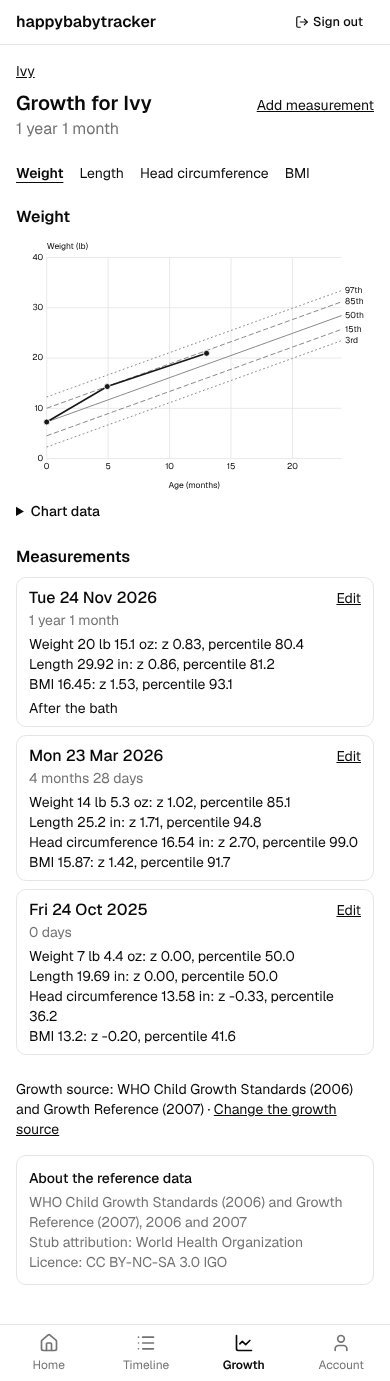 happybabytracker
Sign out
Ivy
Growth for Ivy
Add measurement
1 year 1 month
Weight Length Head circumference BMI
Weight
Weight (lb)
40
30
20
10
0
97th
85th
50th
15th
3rd
0 5 10 15 20
Age (months)
Chart data
Measurements
Tue 24 Nov 2026
Edit
1 year 1 month
Weight 20 lb 15.1 oz: z 0.83, percentile 80.4
Length 29.92 in: z 0.86, percentile 81.2
BMI 16.45: z 1.53, percentile 93.1
After the bath
Mon 23 Mar 2026
Edit
4 months 28 days
Weight 14 lb 5.3 oz: z 1.02, percentile 85.1
Length 25.2 in: z 1.71, percentile 94.8
Head circumference 16.54 in: z 2.70, percentile 99.0
BMI 15.87: z 1.42, percentile 91.7
Fri 24 Oct 2025
Edit
0 days
Weight 7 lb 4.4 oz: z 0.00, percentile 50.0
Length 19.69 in: z 0.00, percentile 50.0
Head circumference 13.58 in: z -0.33, percentile
36.2
BMI 13.2: z -0.20, percentile 41.6
Growth source: WHO Child Growth Standards (2006)
and Growth Reference (2007) · Change the growth
source
About the reference data
WHO Child Growth Standards (2006) and Growth
Reference (2007), 2006 and 2007
Stub attribution: World Health Organization
Licence: CC BY-NC-SA 3.0 IGO
Home Timeline Growth Account